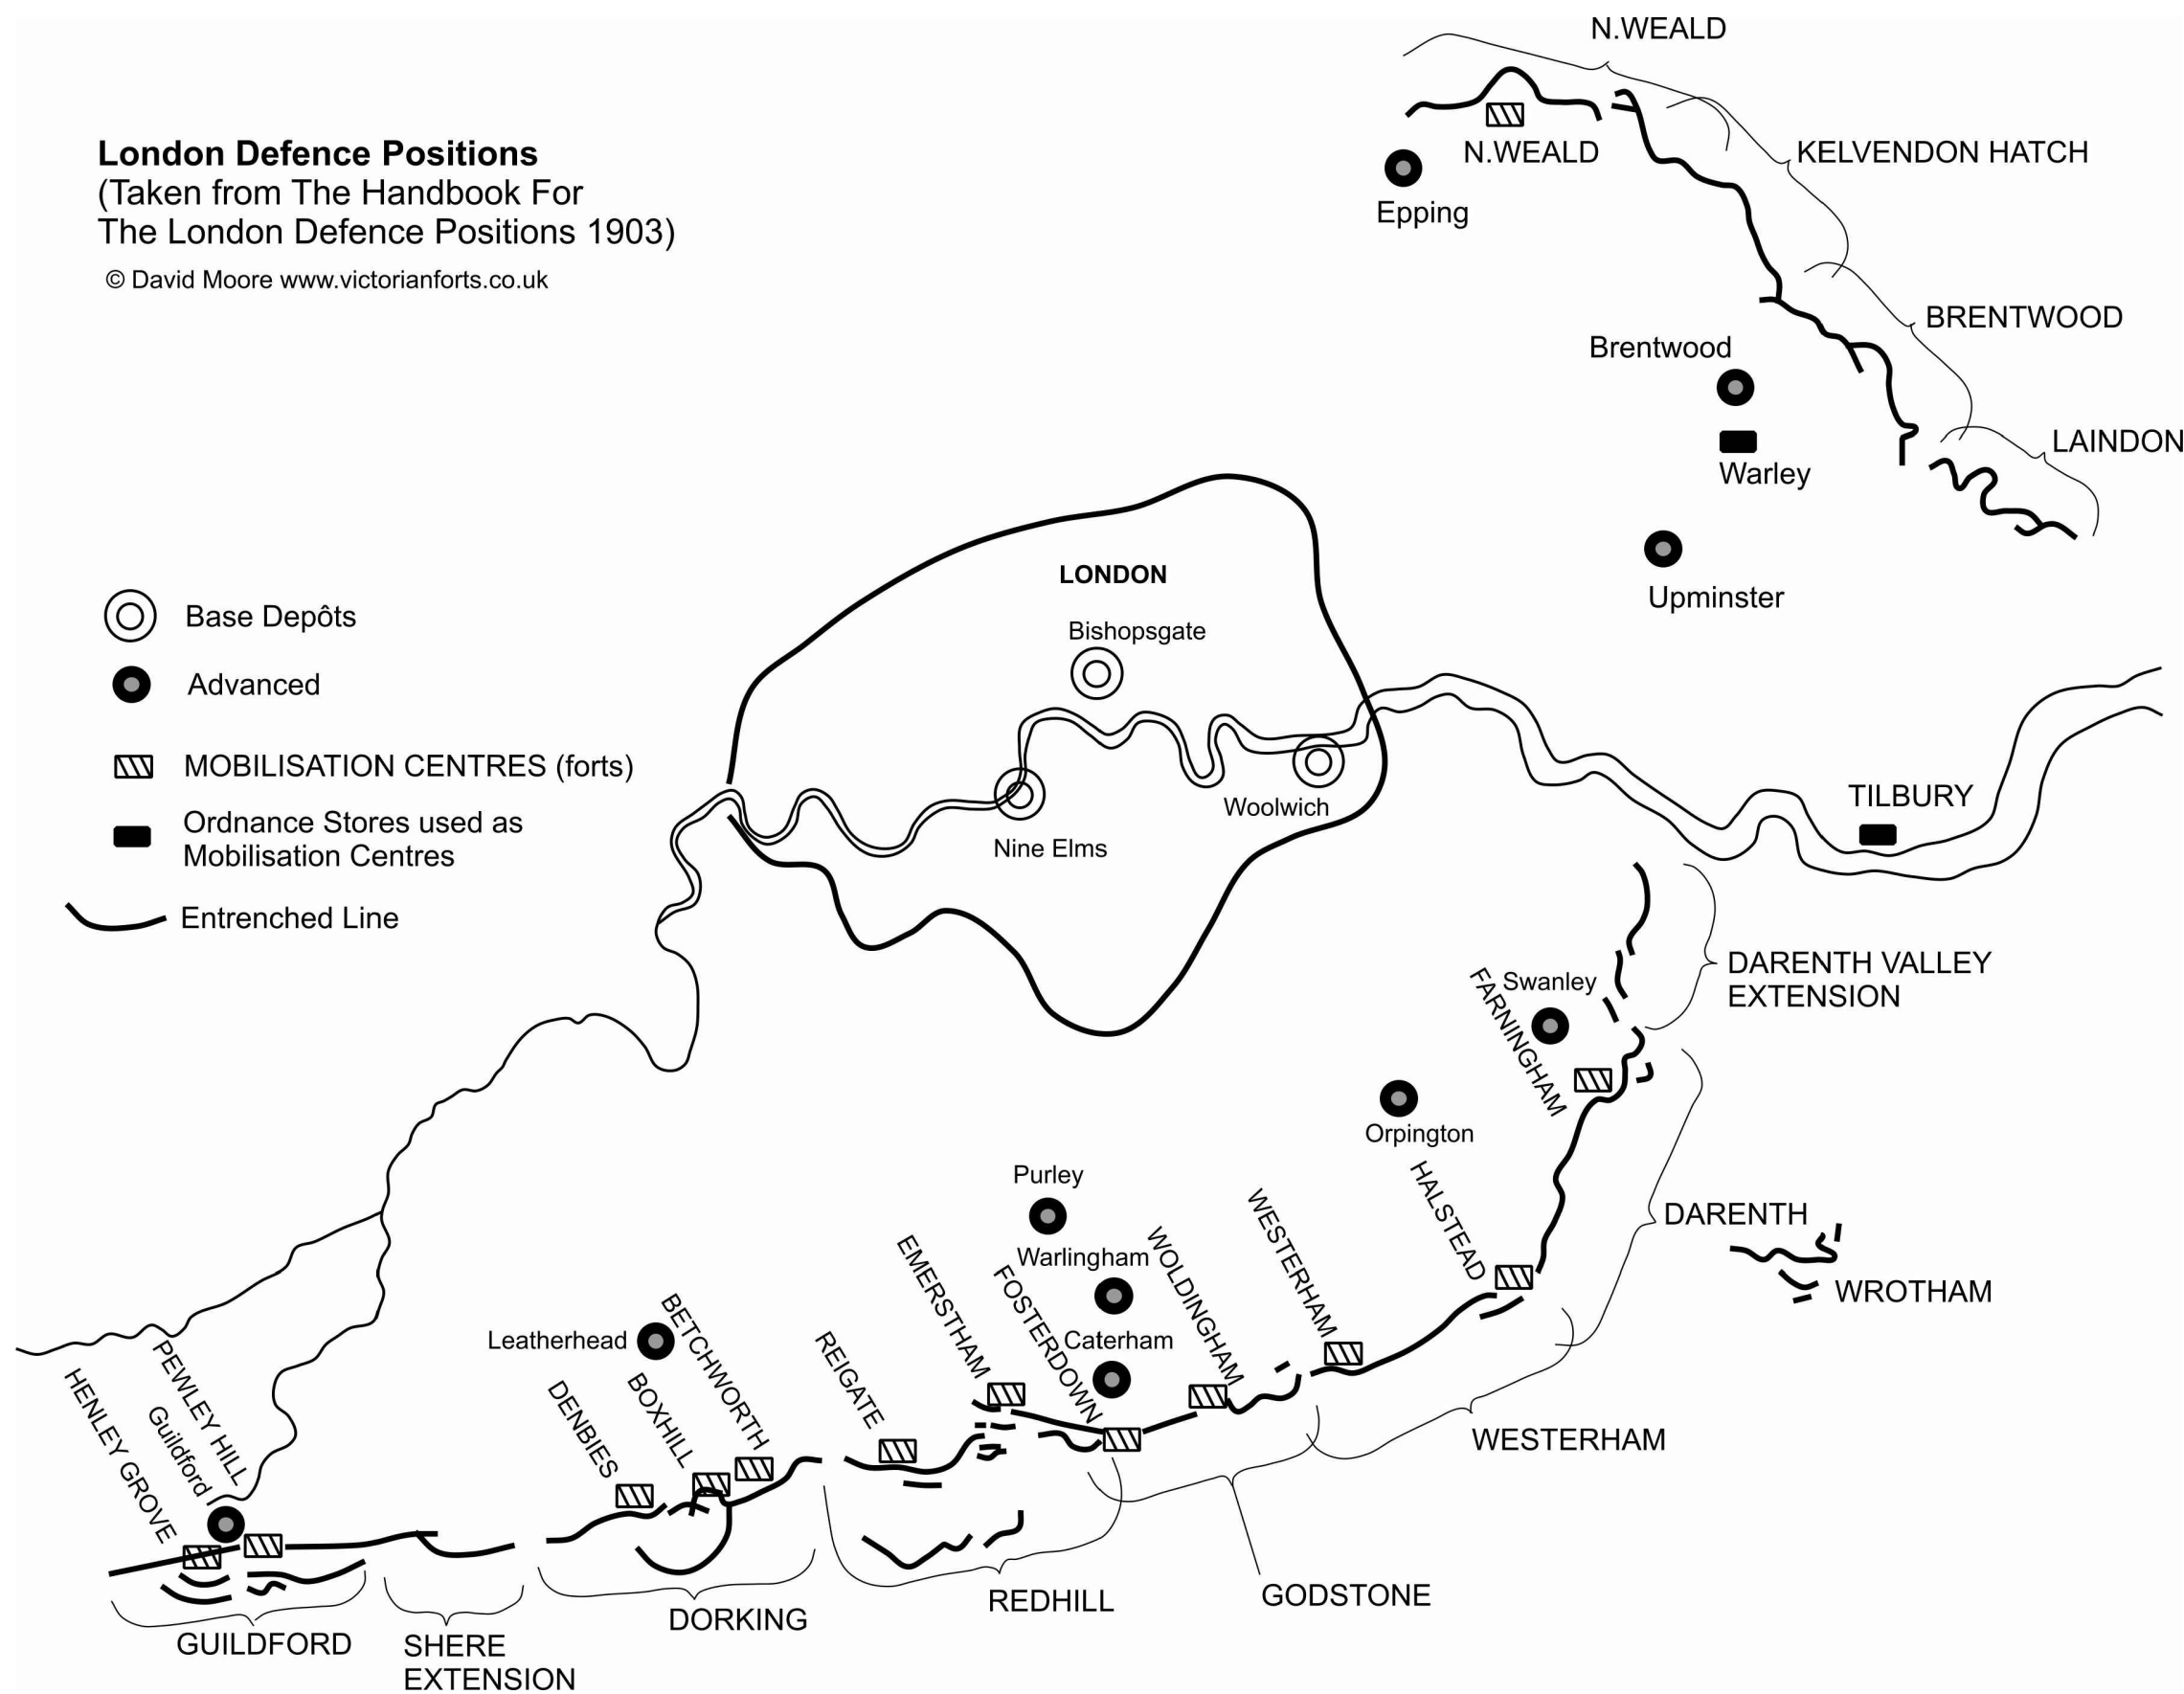 London Defence Positions
(Taken from The Handbook For
The London Defence Positions 1903)
© David Moore www.victorianforts.co.uk
N.WEALD
N.WEALD
Epping
KELVENDON HATCH
BRENTWOOD
Brentwood
Warley
LAINDON
Upminster
LONDON
Bishopsgate
Woolwich
Nine Elms
TILBURY
Base Depôts
Advanced
MOBILISATION CENTRES (forts)
Ordnance Stores used as
Mobilisation Centres
Entrenched Line
DARENTH VALLEY
EXTENSION
Swanley
FARNINGHAM
Orpington
HALSTEAD
DARENTH
WROTHAM
Purley
Warlingham
Caterham
WESTERHAM
WOLDINGHAM
FOSTERDOWN
EMERSTHAM
REIGATE
Leatherhead
BETCHWORTH
BOXHILL
DENBIES
PEWLEY HILL
Guildford
HENLEY GROVE
WESTERHAM
GODSTONE
REDHILL
DORKING
SHERE
EXTENSION
GUILDFORD